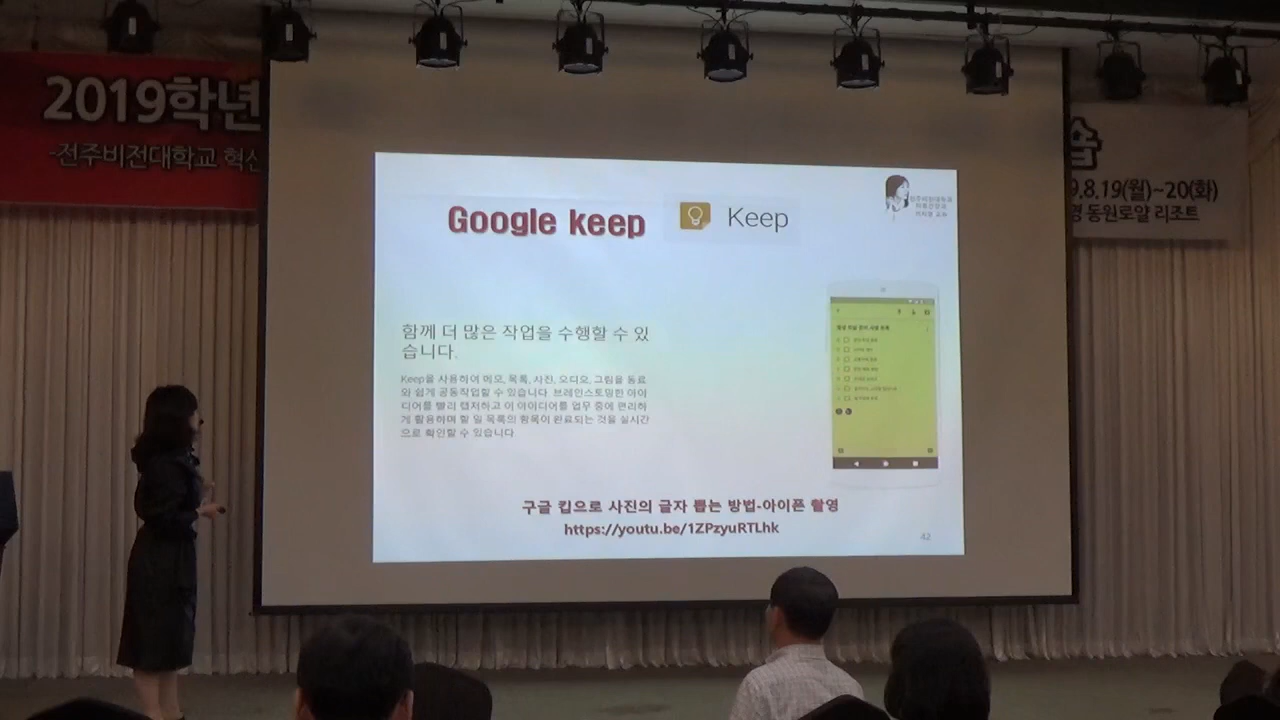 2019학년
-전주비전대학교 혁신
습
9.8.19(월)~20(화)
동원로얄 리조트
Google keep
Keep
함께 더 많은 작업을 수행할 수 있
습니다.
Keep을 사용하여 메모, 목록, 사진, 오디오, 그림을 동료
와 쉽게 공동작업할 수 있습니다. 브레인스토밍한 아이
디어를 빨리 캡처하고 이 아이디어를 업무 중에 편리하
게 활용하며 할 일 목록의 항목이 완료되는 것을 실시간
으로 확인할 수 있습니다.
구글 킵으로 사진의 글자 뽑는 방법-아이폰 촬영
https://youtu.be/1ZPzyuRTLhk
42